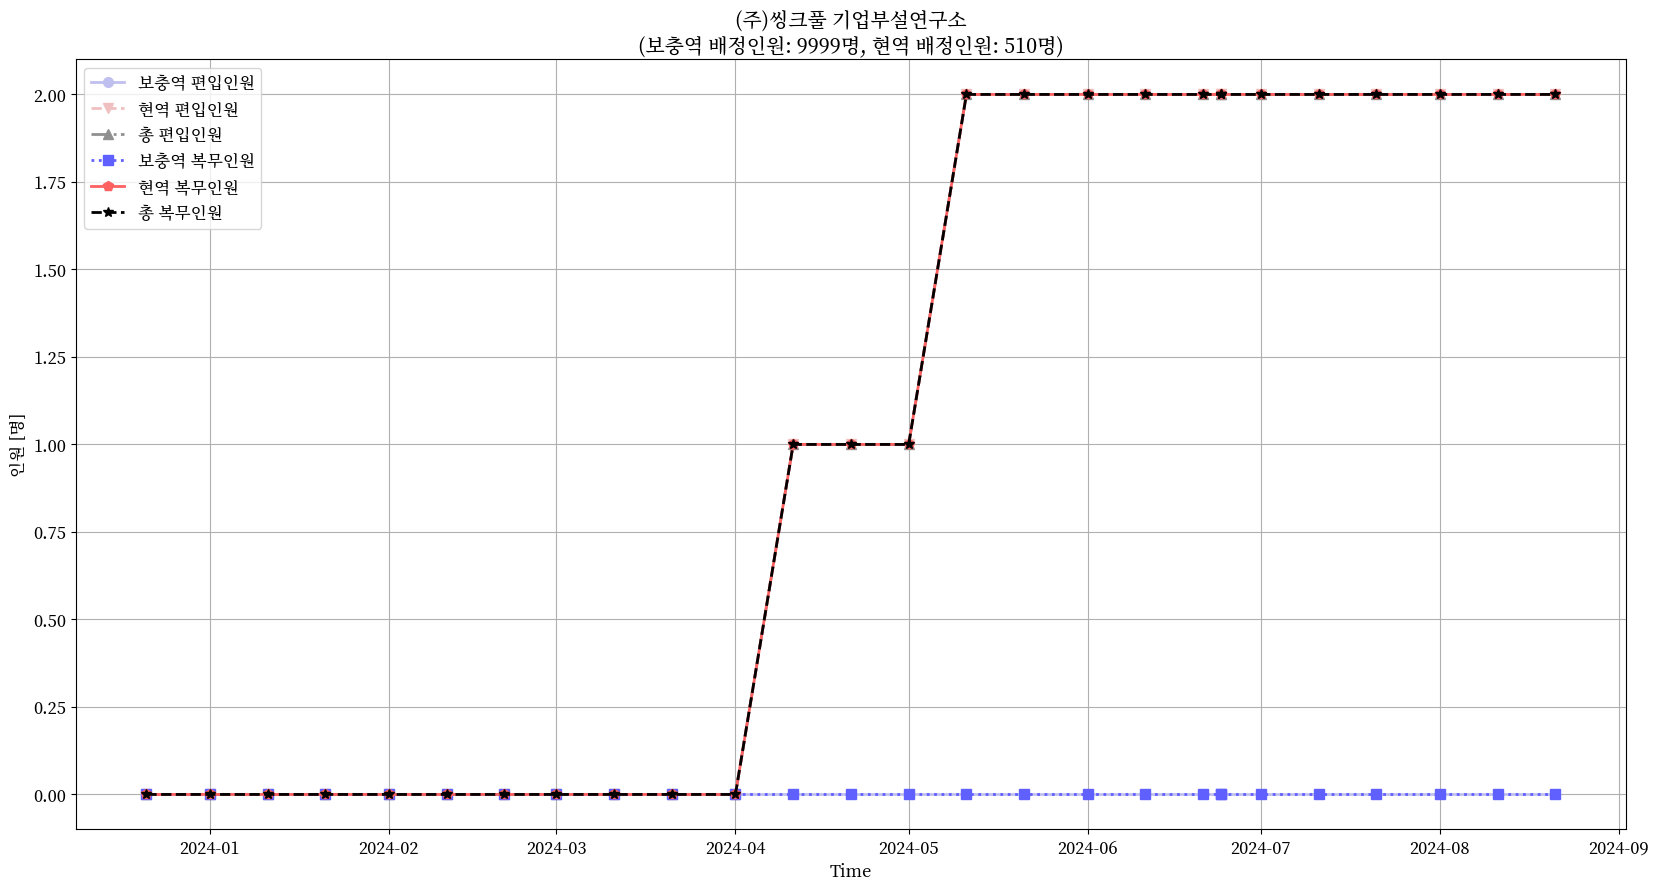 (주)씽크풀 기업부설연구소
(보충역 배정인원: 9999명, 현역 배정인원: 510명)
보충역 편입인원
현역 편입인원
총 편입인원
보충역 복무인원
현역 복무인원
총 복무인원
2.00
1.75
1.50
1.25
1.00
0.75
0.50
0.25
0.00
인원 [명]
2024-01
2024-02
2024-03
2024-04
2024-05
2024-06
2024-07
2024-08
2024-09
Time